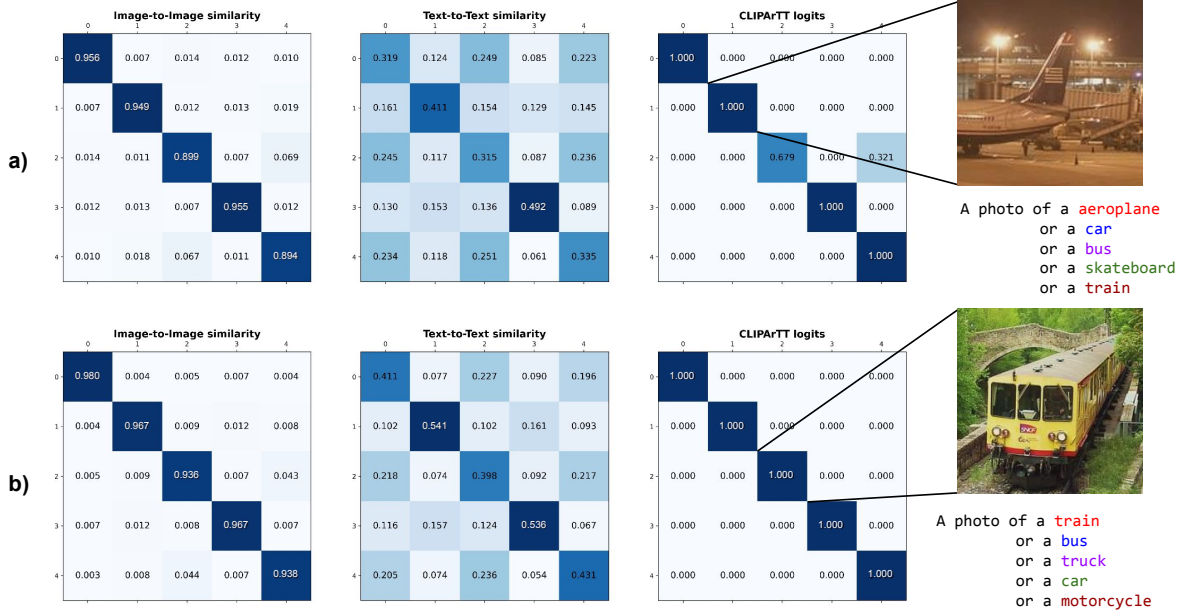 Image-to-Image similarity
Text-to-Text similarity
CLIPArTT logits
0 1 2 3 4
0 1 2 3 4
0 1 2 3 4
a)
0 0.956 0.007 0.014 0.012 0.010
1 0.007 0.949 0.012 0.013 0.019
2 0.014 0.011 0.899 0.007 0.069
3 0.012 0.013 0.007 0.955 0.012
4 0.010 0.018 0.067 0.011 0.894
0 0.319 0.124 0.249 0.085 0.223
1 0.161 0.411 0.154 0.129 0.145
2 0.245 0.117 0.315 0.087 0.236
3 0.130 0.153 0.136 0.492 0.089
4 0.234 0.118 0.251 0.061 0.335
0 1.000 0.000 0.000 0.000 0.000
1 0.000 1.000 0.000 0.000 0.000
2 0.000 0.000 0.679 0.000 0.321
3 0.000 0.000 0.000 1.000 0.000
4 0.000 0.000 0.000 0.000 1.000
A photo of a aeroplane
or a car
or a bus
or a skateboard
or a train
Image-to-Image similarity
Text-to-Text similarity
CLIPArTT logits
0 1 2 3 4
0 1 2 3 4
0 1 2 3 4
b)
0 0.980 0.004 0.005 0.007 0.004
1 0.004 0.967 0.009 0.012 0.008
2 0.005 0.009 0.936 0.007 0.043
3 0.007 0.012 0.008 0.967 0.007
4 0.003 0.008 0.044 0.007 0.938
0 0.411 0.077 0.227 0.090 0.196
1 0.102 0.541 0.102 0.161 0.093
2 0.218 0.074 0.398 0.092 0.217
3 0.116 0.157 0.124 0.536 0.067
4 0.205 0.074 0.236 0.054 0.431
0 1.000 0.000 0.000 0.000 0.000
1 0.000 1.000 0.000 0.000 0.000
2 0.000 0.000 1.000 0.000 0.000
3 0.000 0.000 0.000 1.000 0.000
4 0.000 0.000 0.000 0.000 1.000
SNCF
A photo of a train
or a bus
or a truck
or a car
or a motorcycle